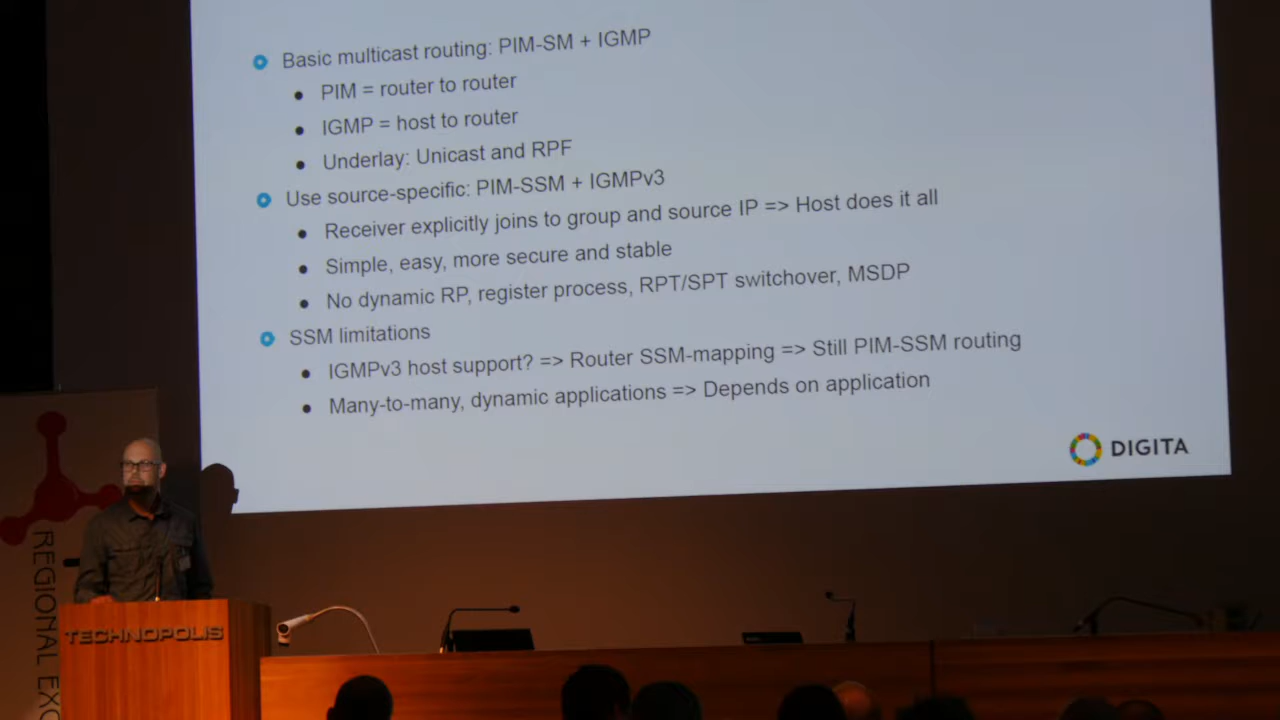 Basic multicast routing: PIM-SM + IGMP
PIM = router to router
IGMP = host to router
Underlay: Unicast and RPF
Use source-specific: PIM-SSM + IGMPv3
Receiver explicitly joins to group and source IP => Host does it all
Simple, easy, more secure and stable
No dynamic RP, register process, RPT/SPT switchover, MSDP
SSM limitations
IGMPv3 host support? => Router SSM-mapping => Still PIM-SSM routing
Many-to-many, dynamic applications => Depends on application
DIGITA
REGIONAL
TECHNOPOLIS